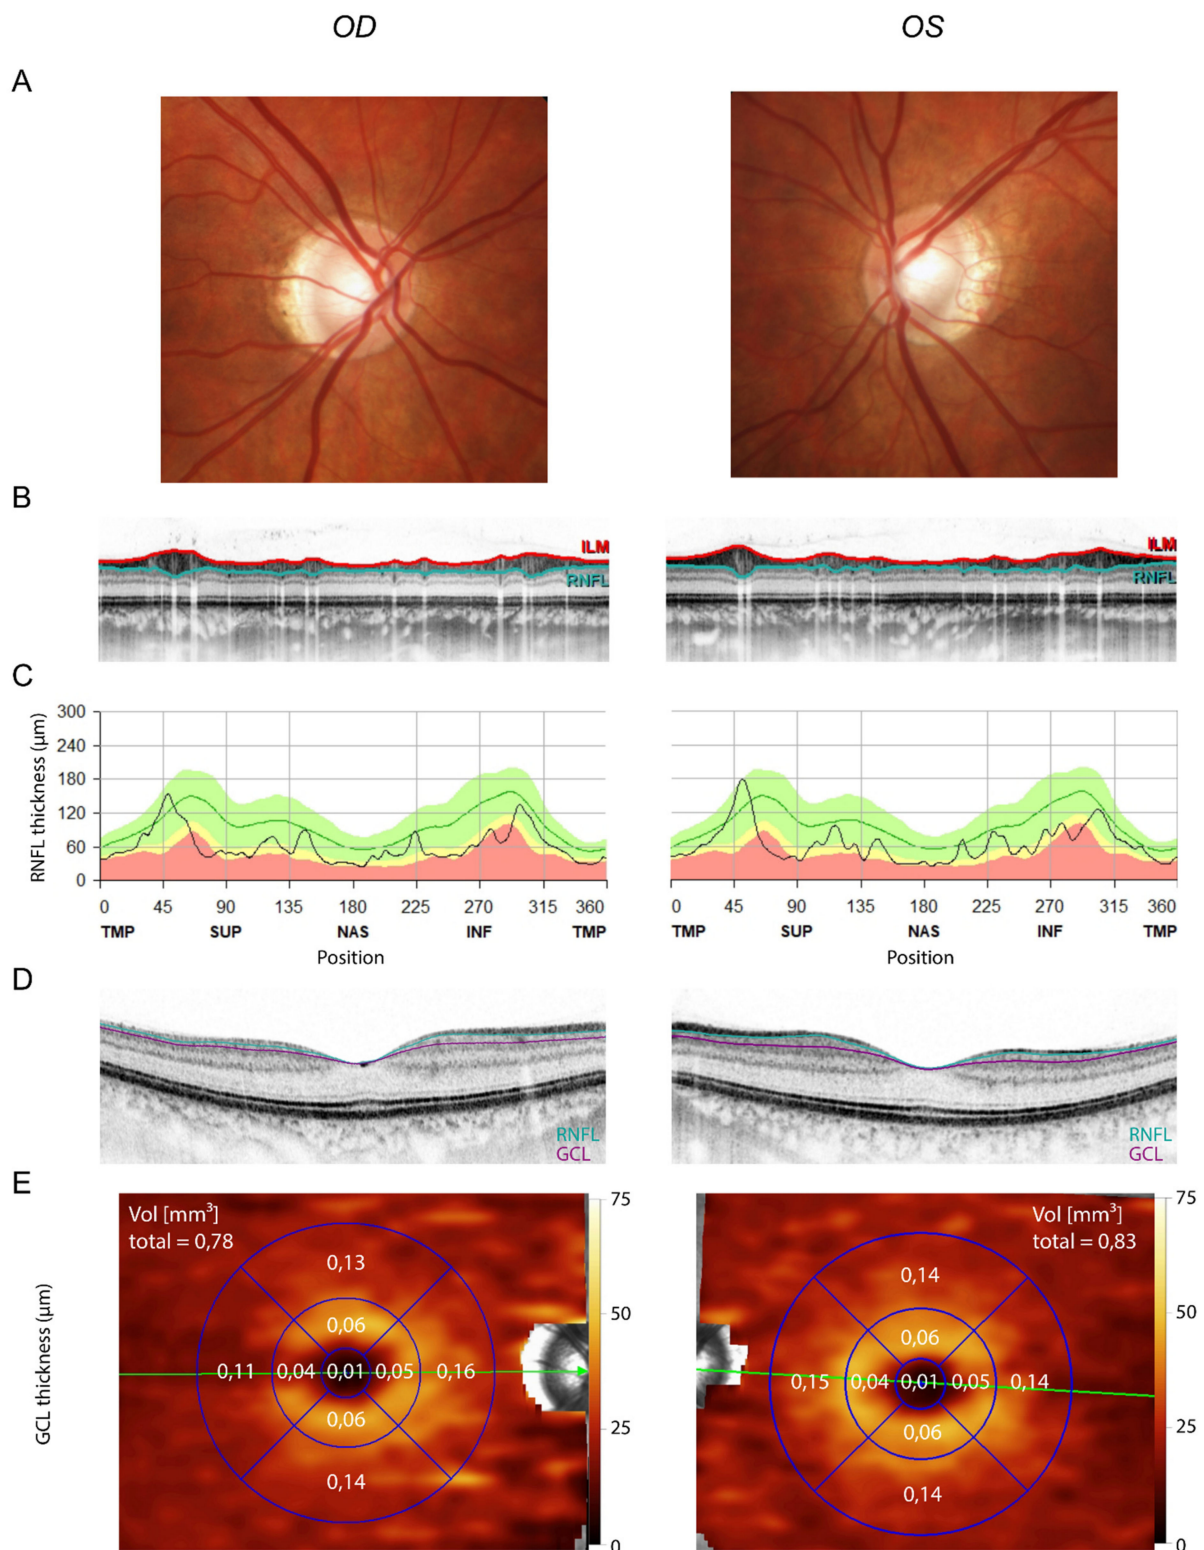 OD OS
A
B
ILM ILM
RNFL RNFL
C
RNFL thickness (µm)
300
240
180
120
60
0
0 45 90 135 180 225 270 315 360 0 45 90 135 180 225 270 315 360
TMP SUP NAS INF TMP TMP SUP NAS INF TMP
Position Position
D
RNFL RNFL
GCL GCL
E
GCL thickness (µm)
Vol [mm³] 75 Vol [mm³] 75
total = 0,78 total = 0,83
0,13 0,14
50 50
0,06 0,06
0,11 0,04 0,01 0,05 0,16 0,15 0,04 0,01 0,05 0,14
0,06 0,06
25 25
0,14 0,14
0 0